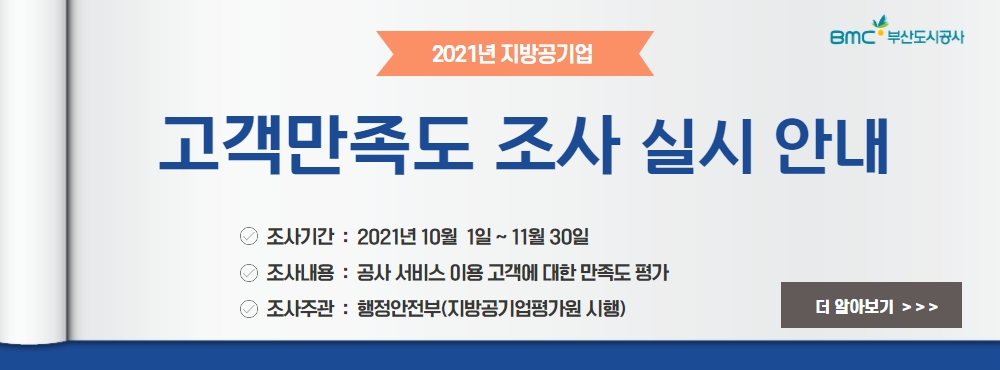 BMC 부산도시공사
2021년 지방공기업
고객만족도 조사 실시 안내
조사기간 : 2021년 10월 1일 ~ 11월 30일
조사내용 : 공사 서비스 이용 고객에 대한 만족도 평가
조사주관 : 행정안전부(지방공기업평가원 시행)
더 알아보기 >>>